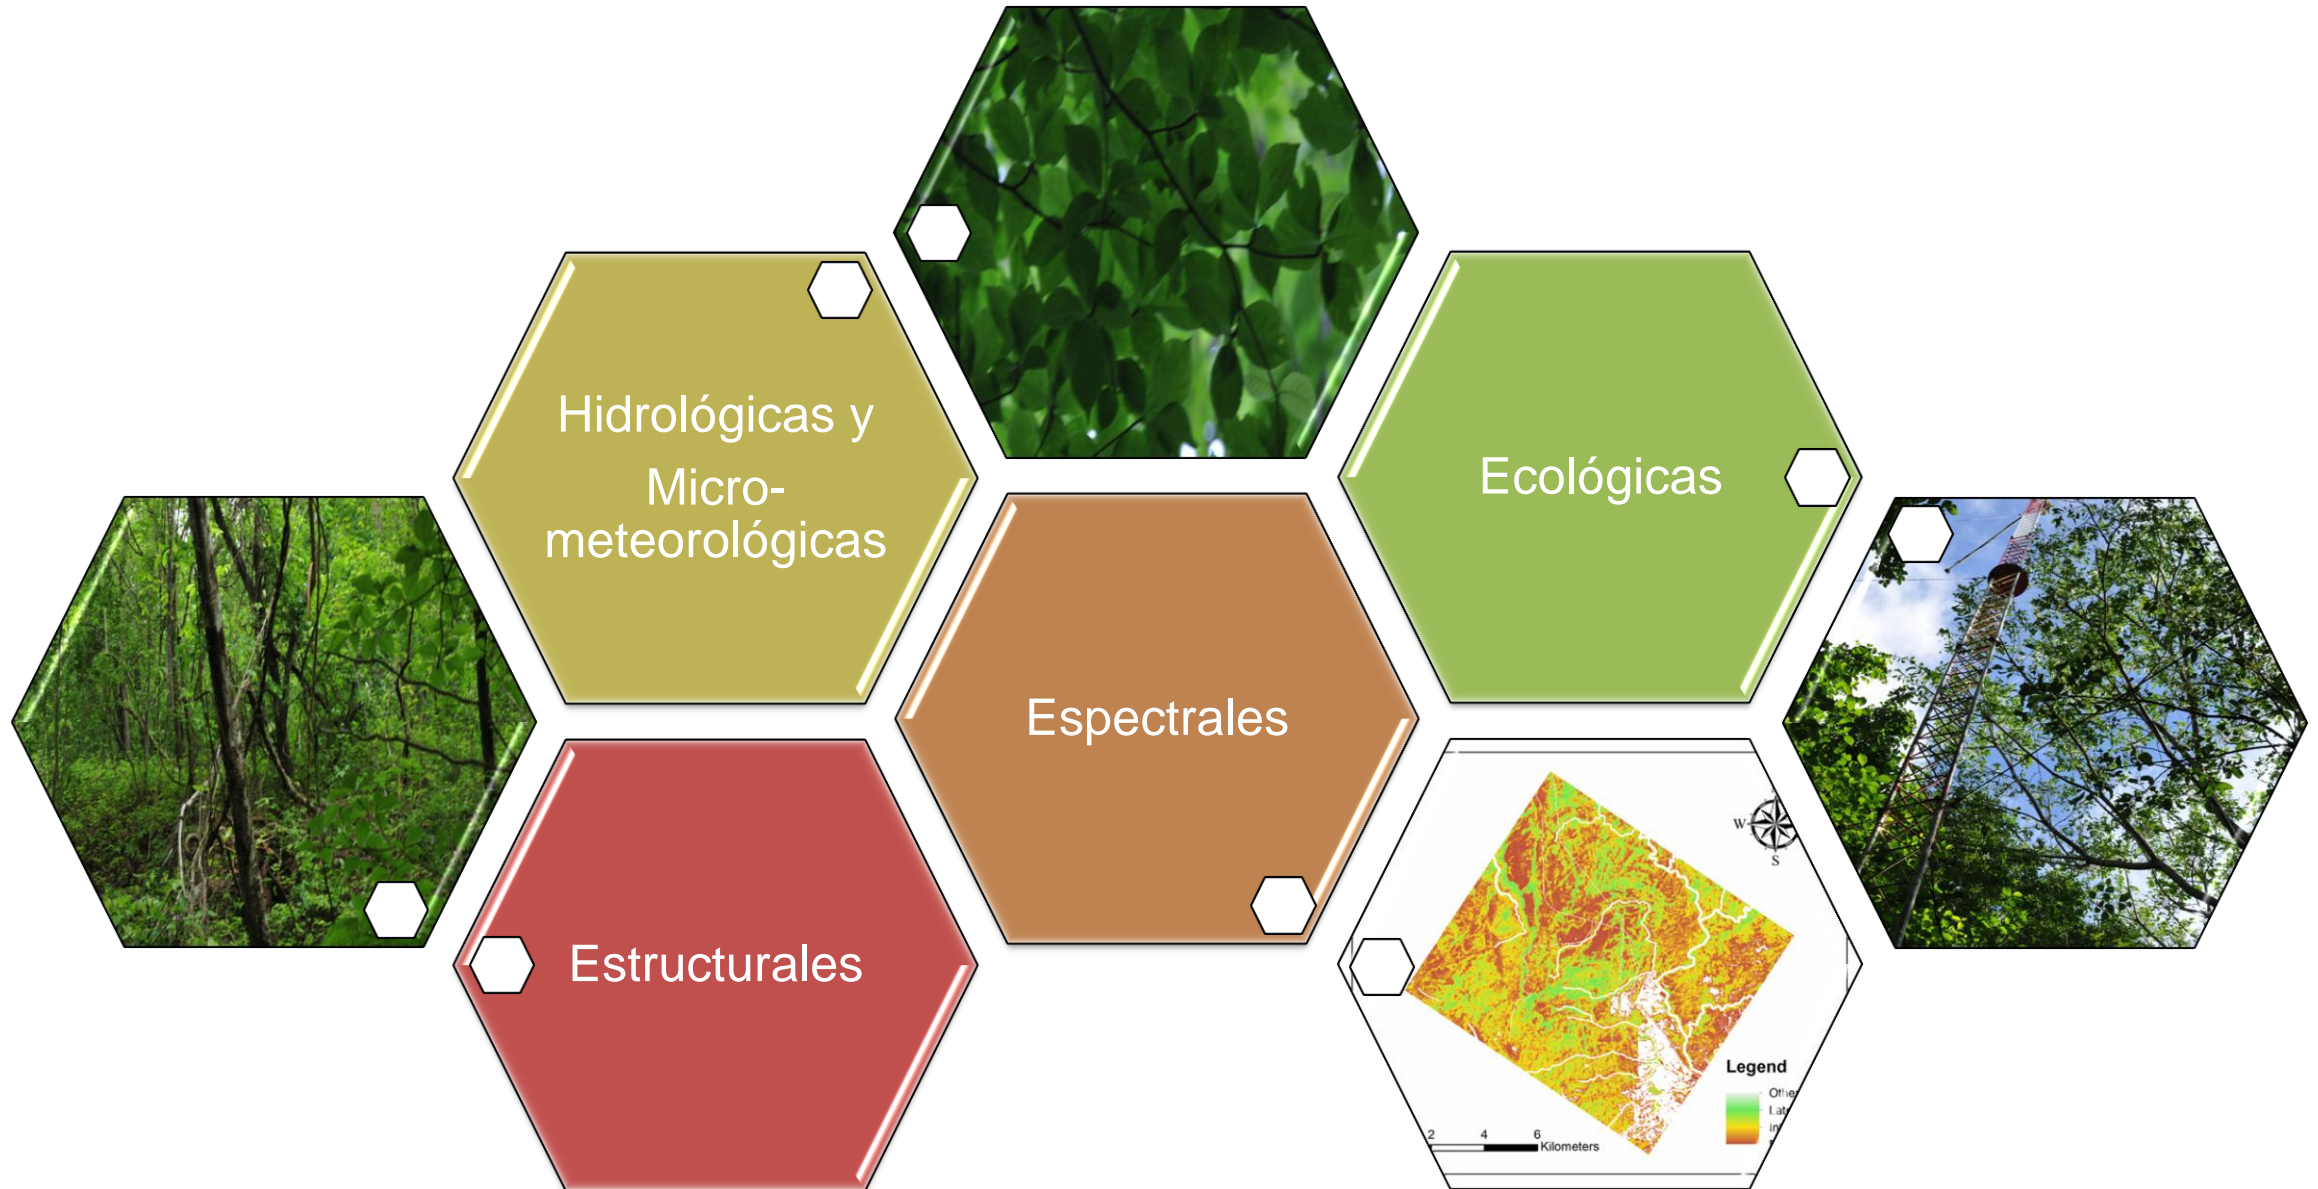 Hidrológicas y
Micro-
meteorológicas
Ecológicas
Espectrales
Estructurales
W
S
Legend
2 4 6
Kilometers